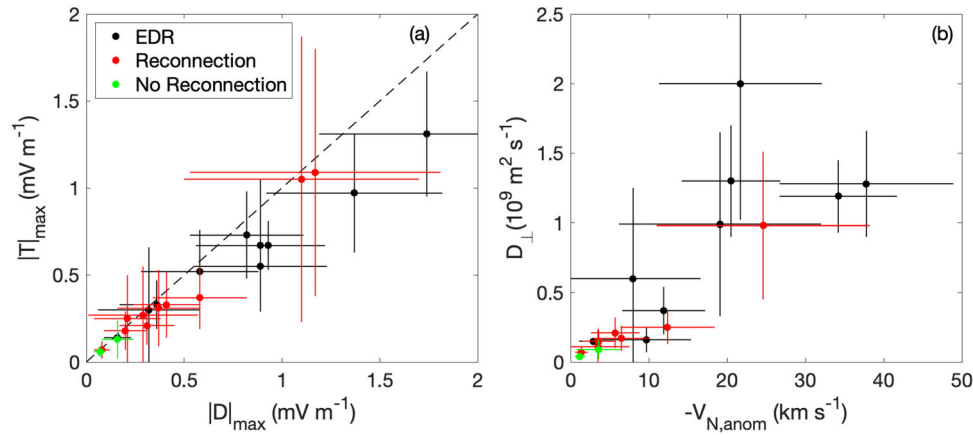 2
1.5
1
0.5
0
|T|max (mV m⁻¹)
EDR
Reconnection
No Reconnection
(a)
0 0.5 1 1.5 2
|D|max (mV m⁻¹)
2.5
2
1.5
1
0.5
0
D⊥(10⁹ m² s⁻¹)
(b)
0 10 20 30 40 50
-VN,anom (km s⁻¹)